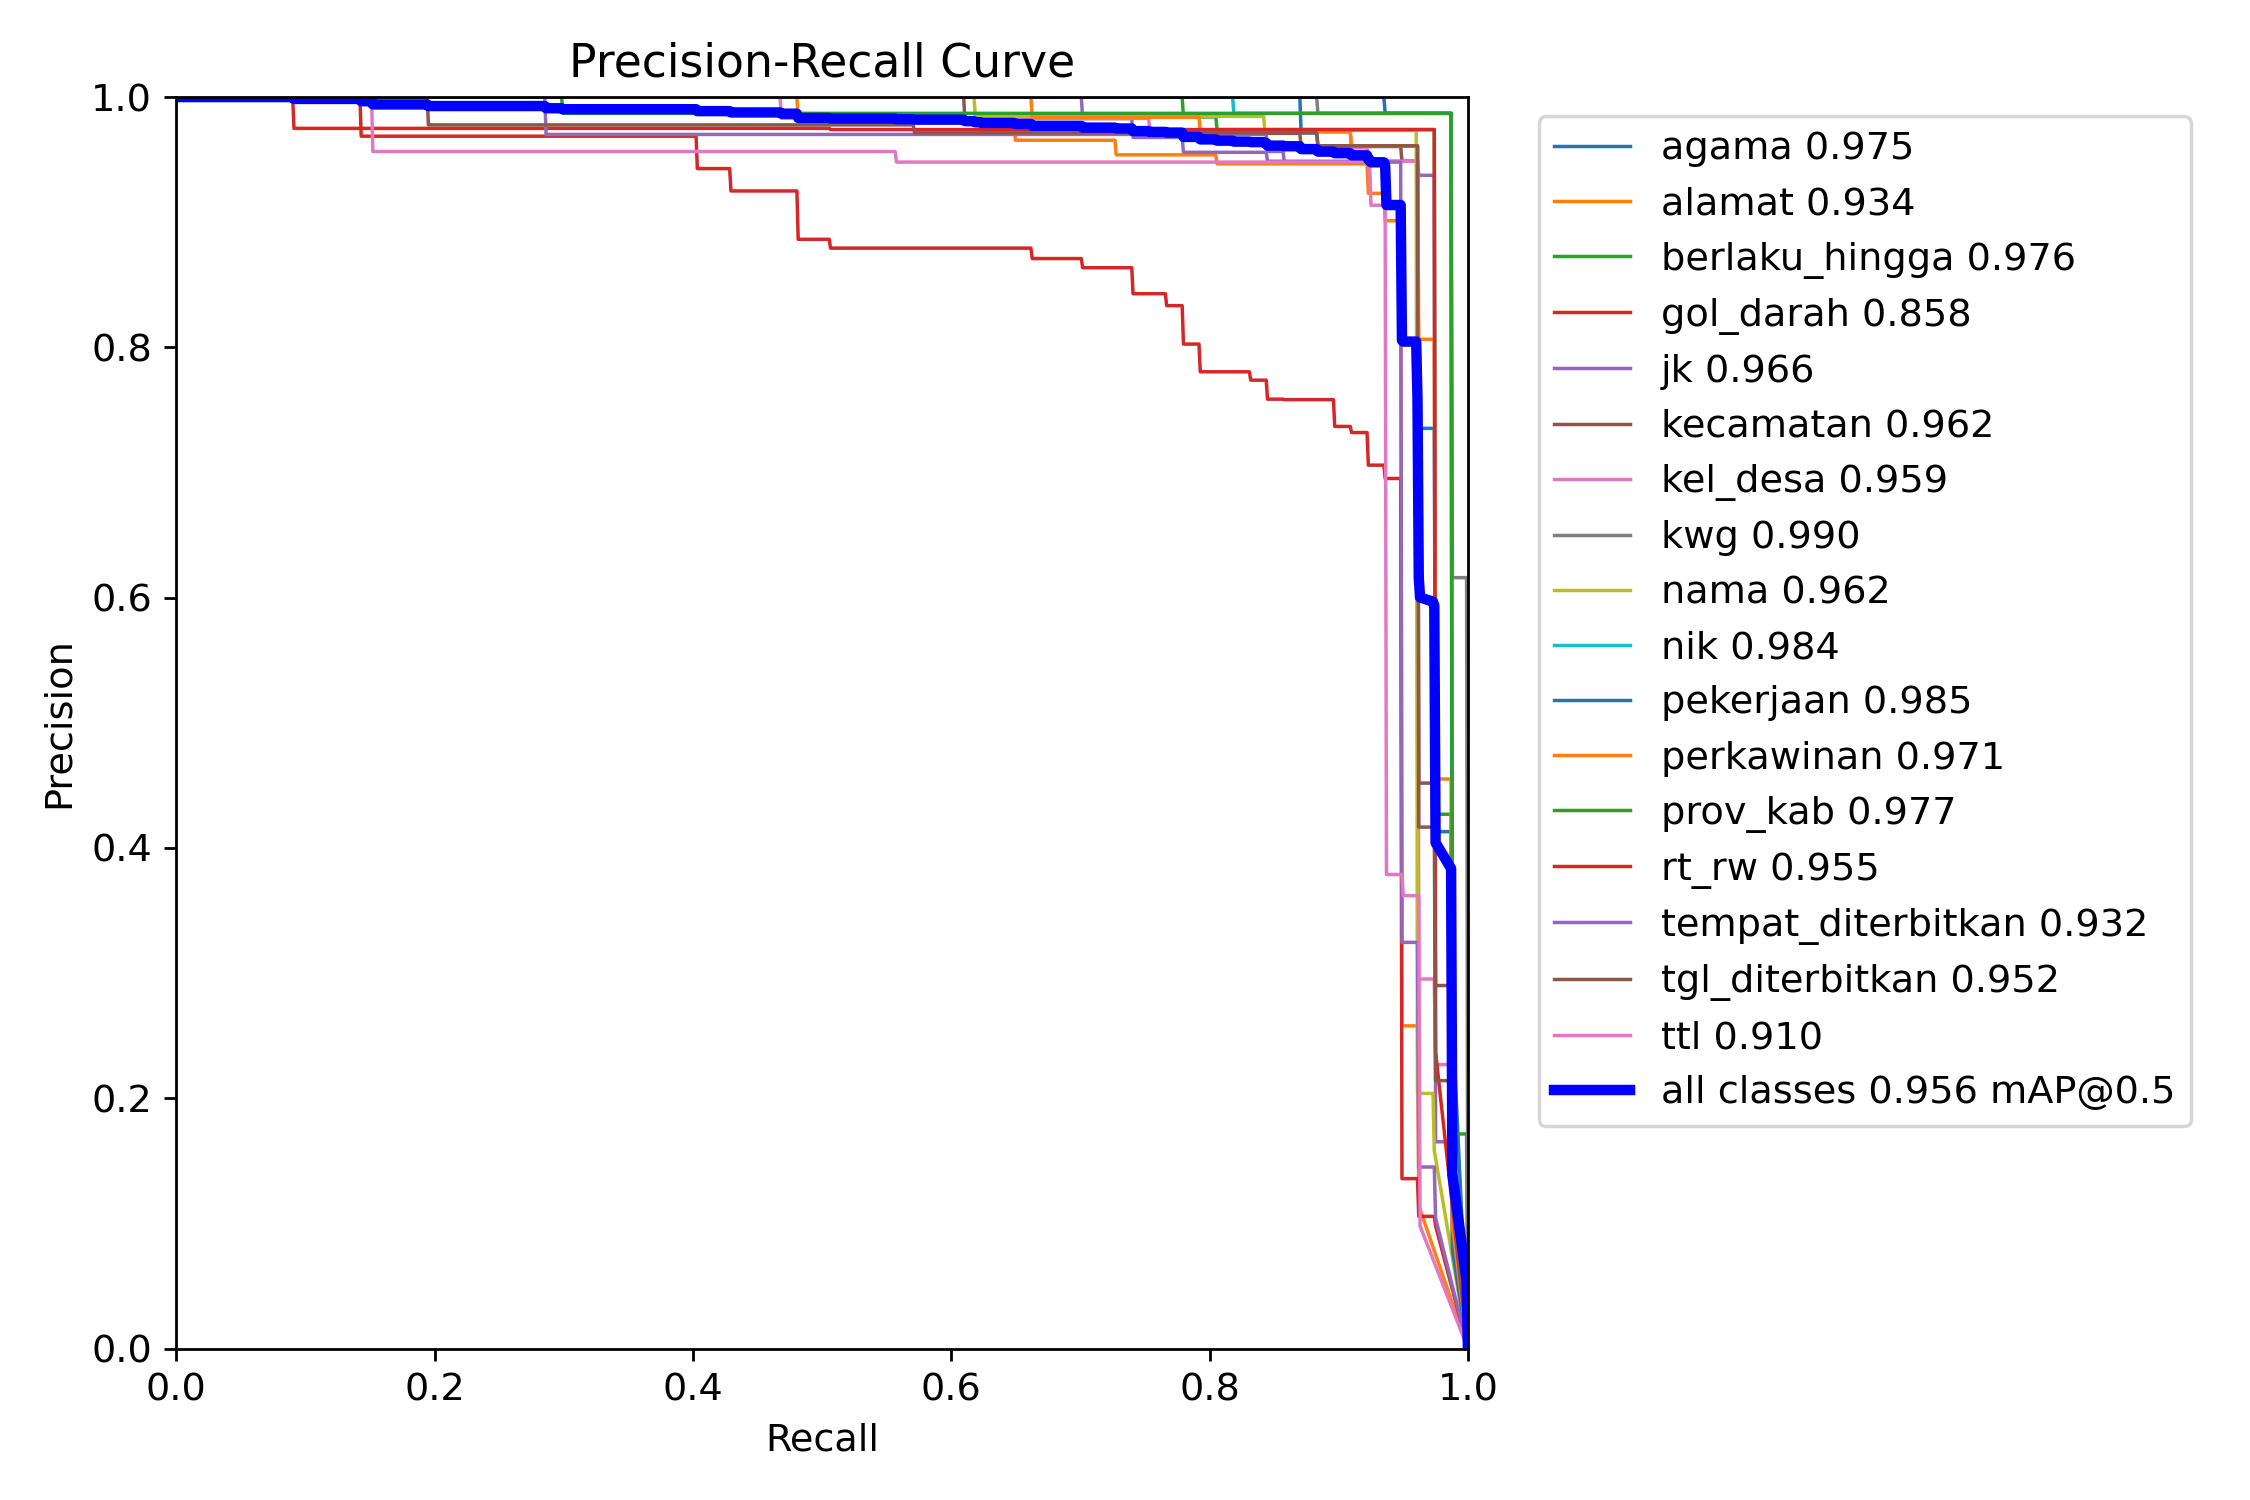 Precision-Recall Curve
1.0
0.8
0.6
0.4
0.2
0.0
Precision
0.0 0.2 0.4 0.6 0.8 1.0
Recall
agama 0.975
alamat 0.934
berlaku_hingga 0.976
gol_darah 0.858
jk 0.966
kecamatan 0.962
kel_desa 0.959
kwg 0.990
nama 0.962
nik 0.984
pekerjaan 0.985
perkawinan 0.971
prov_kab 0.977
rt_rw 0.955
tempat_diterbitkan 0.932
tgl_diterbitkan 0.952
ttl 0.910
all classes 0.956 mAP@0.5